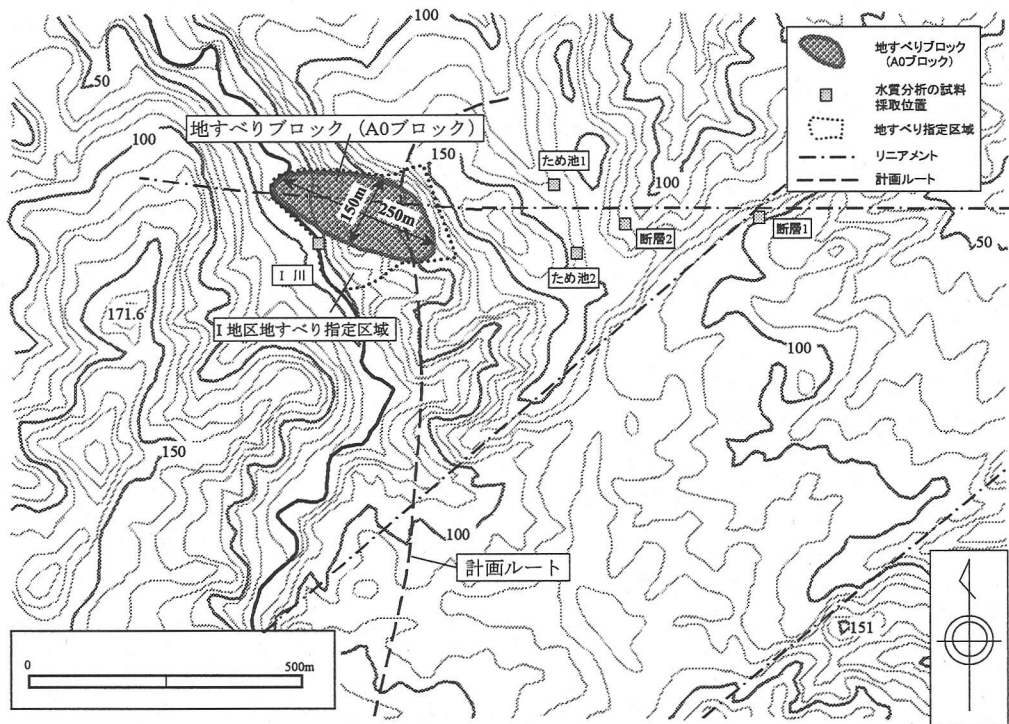 100
50
100
地すべりブロック（A0ブロック）
150
ため池1
100
地すべりブロック
(A0ブロック)
水質分析の試料
採取位置
地すべり指定区域
リニアメント
計画ルート
150m
250m
断層2
断層1
50
ため池2
I 川
171.6
I 地区地すべり指定区域
100
150
100
計画ルート
151
0
500m